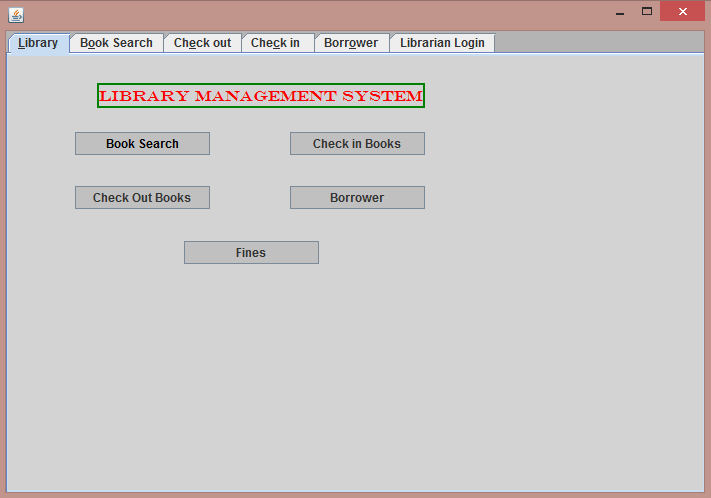 Library Book Search Check out Check in Borrower Librarian Login
LIBRARY MANAGEMENT SYSTEM
Book Search Check in Books
Check Out Books Borrower
Fines